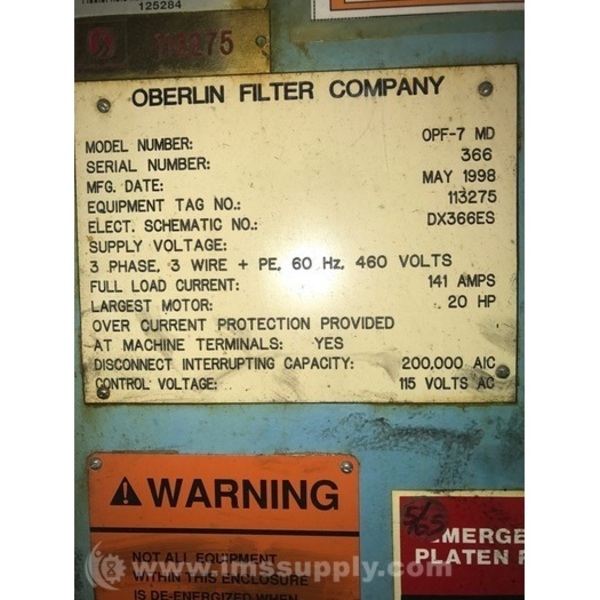 125284
113275
OBERLIN FILTER COMPANY
MODEL NUMBER: OPF-7 MD
SERIAL NUMBER: 366
MFG. DATE: MAY 1998
EQUIPMENT TAG NO.: 113275
ELECT. SCHEMATIC NO.: DX366ES
SUPPLY VOLTAGE:
3 PHASE, 3 WIRE + PE, 60 Hz, 460 VOLTS
FULL LOAD CURRENT: 141 AMPS
LARGEST MOTOR: 20 HP
OVER CURRENT PROTECTION PROVIDED
AT MACHINE TERMINALS: YES
DISCONNECT INTERRUPTING CAPACITY: 200,000 AIC
CONTROL VOLTAGE: 115 VOLTS AC
WARNING
NOT ALL EQUIPMENT
WITHIN THIS ENCLOSURE
IS DE-ENERGIZED WHEN
EMERGE
PLATEN
www.imssupply.com